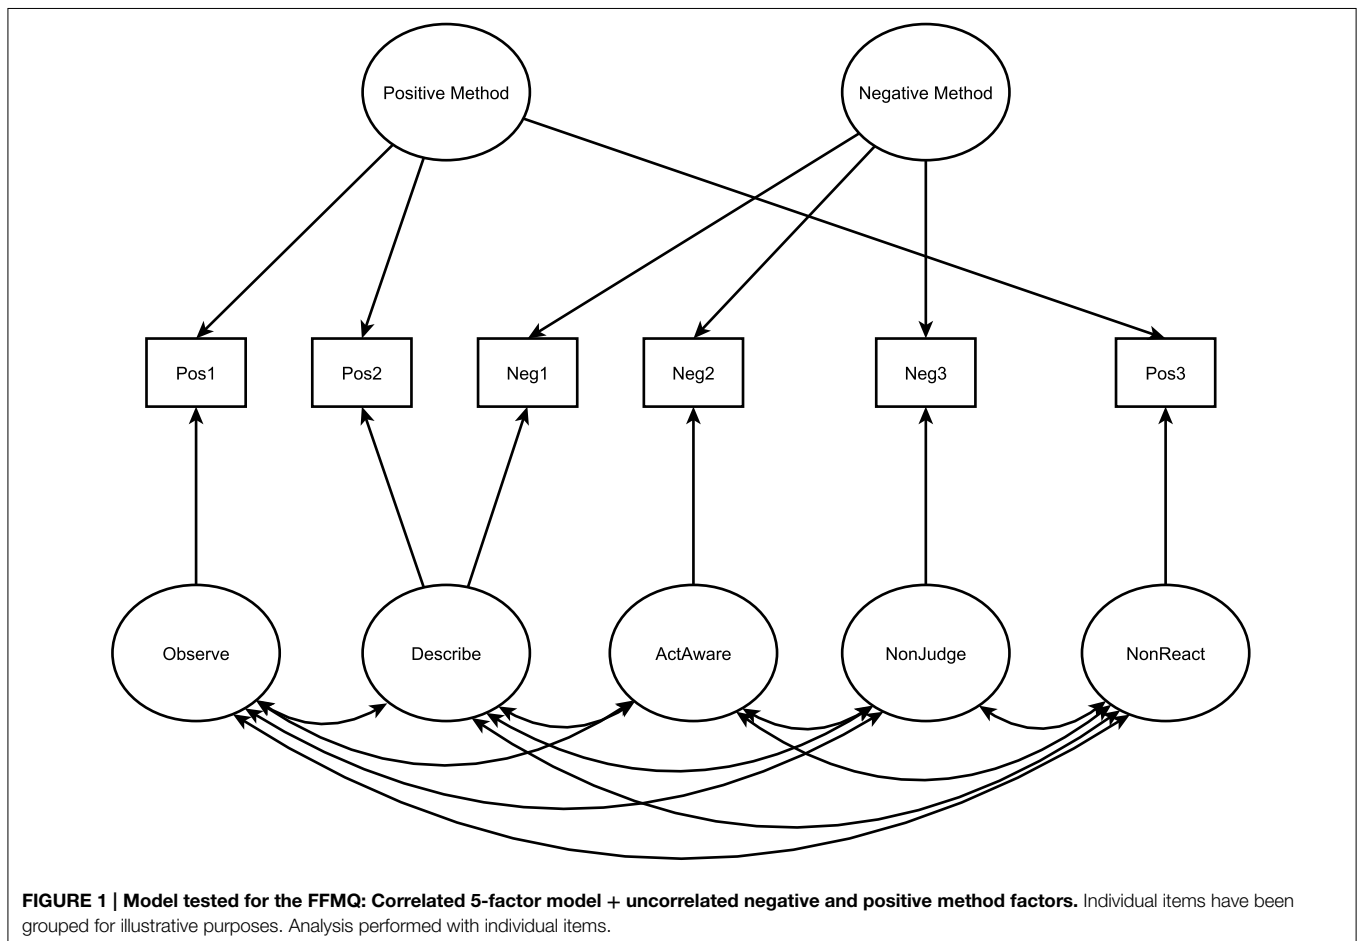 Positive Method
Negative Method
Pos1
Pos2
Neg1
Neg2
Neg3
Pos3
Observe
Describe
ActAware
NonJudge
NonReact
FIGURE 1 | Model tested for the FFMQ: Correlated 5-factor model + uncorrelated negative and positive method factors. Individual items have been
grouped for illustrative purposes. Analysis performed with individual items.